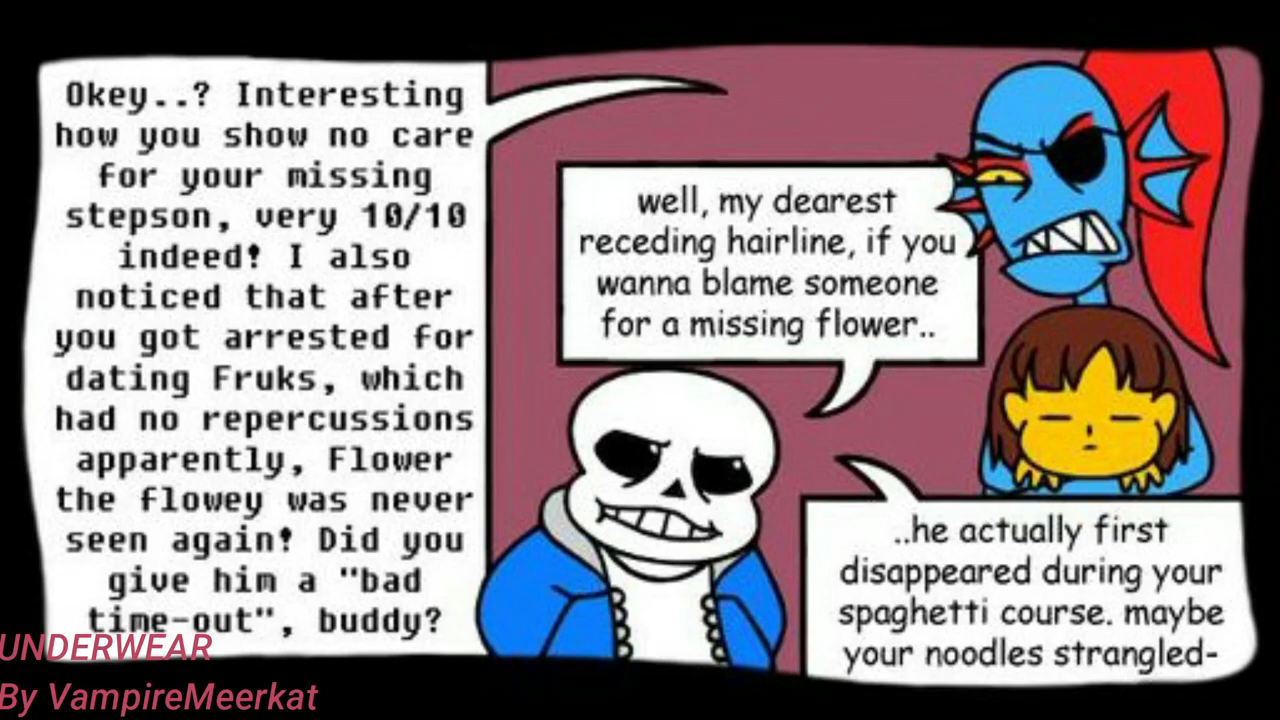 Okey..? Interesting
how you show no care
for your missing
stepson, very 10/10
indeed! I also
noticed that after
you got arrested for
dating Fruks, which
had no repercussions
apparently, Flower
the flowey was never
seen again! Did you
give him a "bad
time-out", buddy?
well, my dearest
receding hairline, if you
wanna blame someone
for a missing flower..
..he actually first
disappeared during your
spaghetti course. maybe
your noodles strangled-
UNDERWEAR
By VampireMeerkat